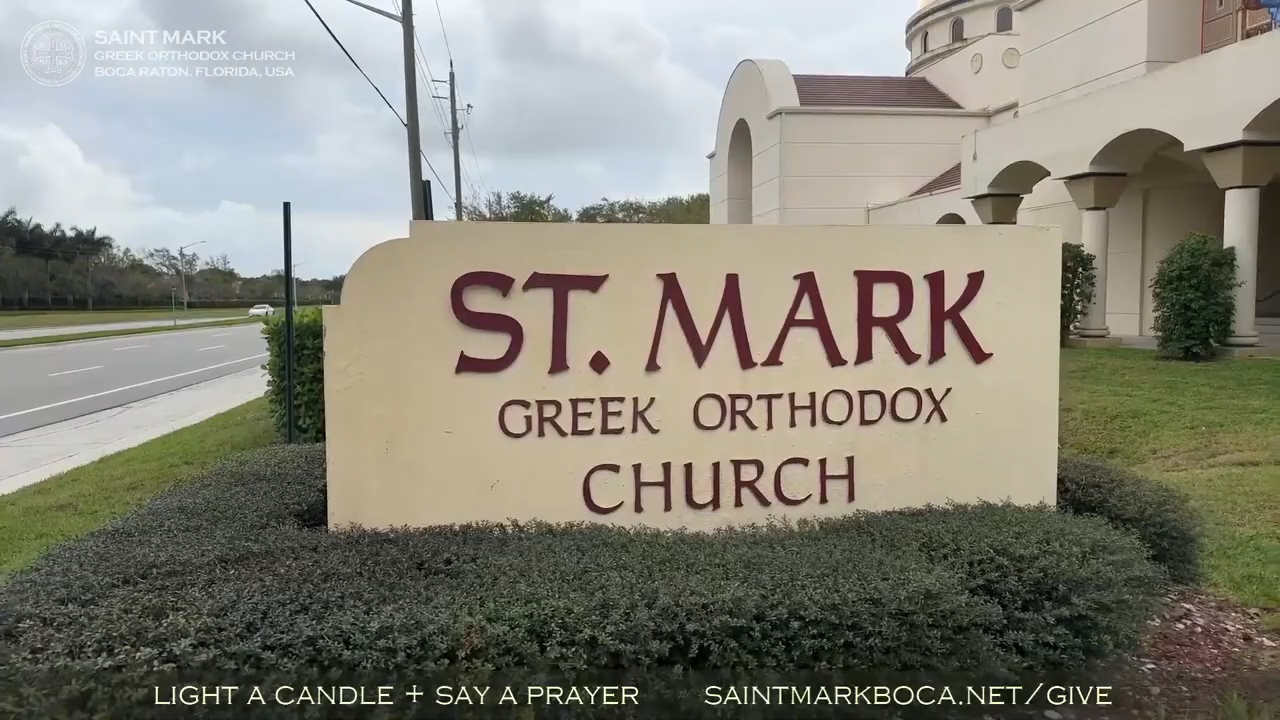 SAINT MARK
GREEK ORTHODOX CHURCH
BOCA RATON, FLORIDA, USA
ST. MARK
GREEK ORTHODOX
CHURCH
LIGHT A CANDLE + SAY A PRAYER SAINTMARKBOCA.NET/GIVE